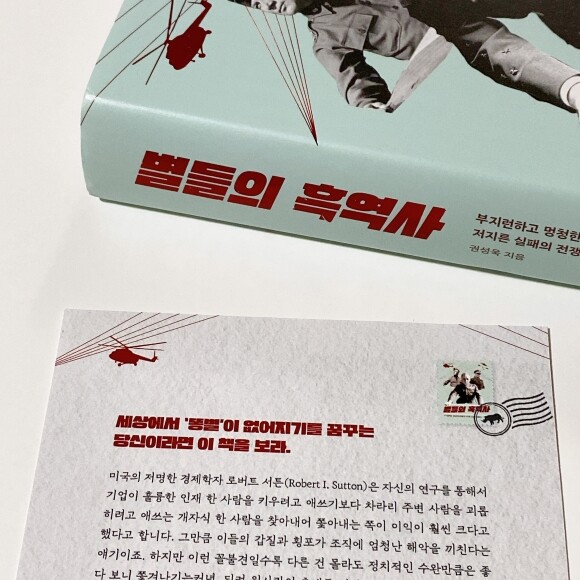 별들의 흑역사
부지런하고 멍청한
저지른 실패의 전쟁
권성욱 지음
별들의 흑역사
세상에서 '똥별'이 없어지기를 꿈꾸는
당신이라면 이 책을 보라.
미국의 저명한 경제학자 로버트 서튼(Robert I. Sutton)은 자신의 연구를 통해서
기업이 훌륭한 인재 한 사람을 키우려고 애쓰기보다 차라리 주변 사람을 괴롭
히려고 애쓰는 개자식 한 사람을 찾아내어 쫓아내는 쪽이 이익이 훨씬 크다고
했다고 합니다. 그만큼 이들의 갑질과 횡포가 조직에 엄청난 해악을 끼친다는
얘기이죠. 하지만 이런 꼴불견일수록 다른 건 몰라도 정치적인 수완만큼은 좋
다 보니 쫓겨나기는커녕